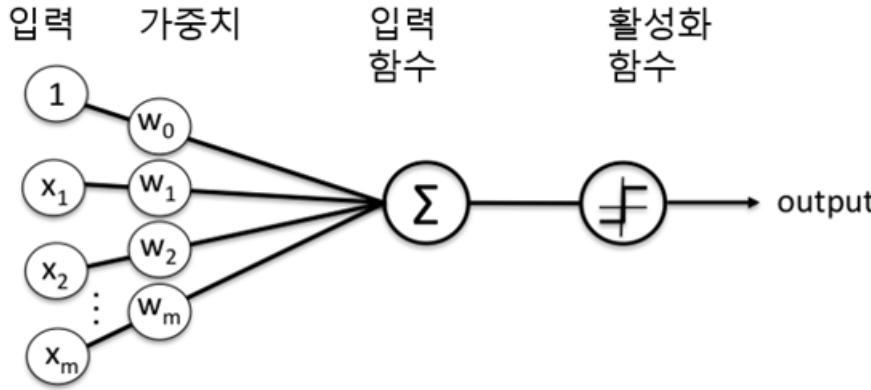 입력 가중치 입력 활성화
함수 함수
1
w₀
x₁ w₁
x₂ w₂
⋮
xₘ wₘ
Σ
output